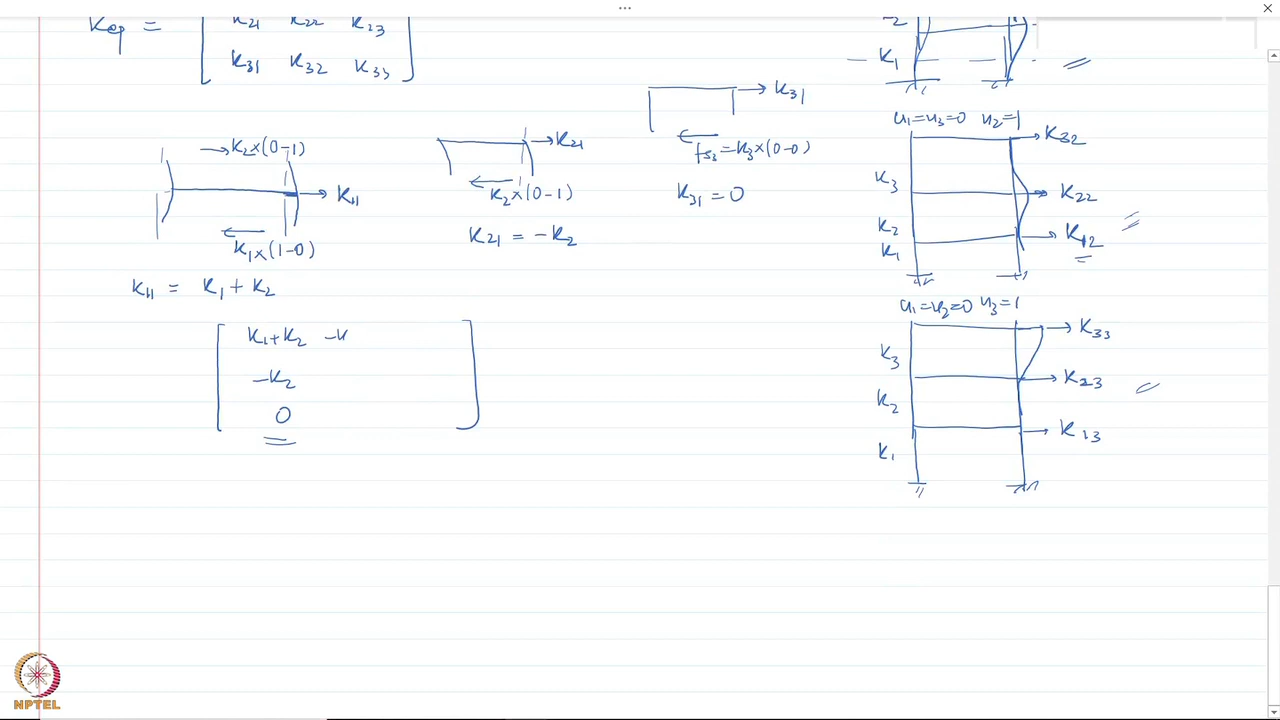 Keq = [ K21 K22 K23
K31 K32 K33 ]
K1
K31
fs3 = K3×(0-0)
K31 = 0
K2×(0-1)
K11
K1×(1-0)
K11 = K1+K2
K21
K2×(0-1)
K21 = -K2
K1+K2 -K
-K2
0
u1=u3=0 u2=1
K32
K3
K22
K2
K12
K1
u1=u2=0 u3=1
K33
K3
K23
K2
K13
K1
NPTEL